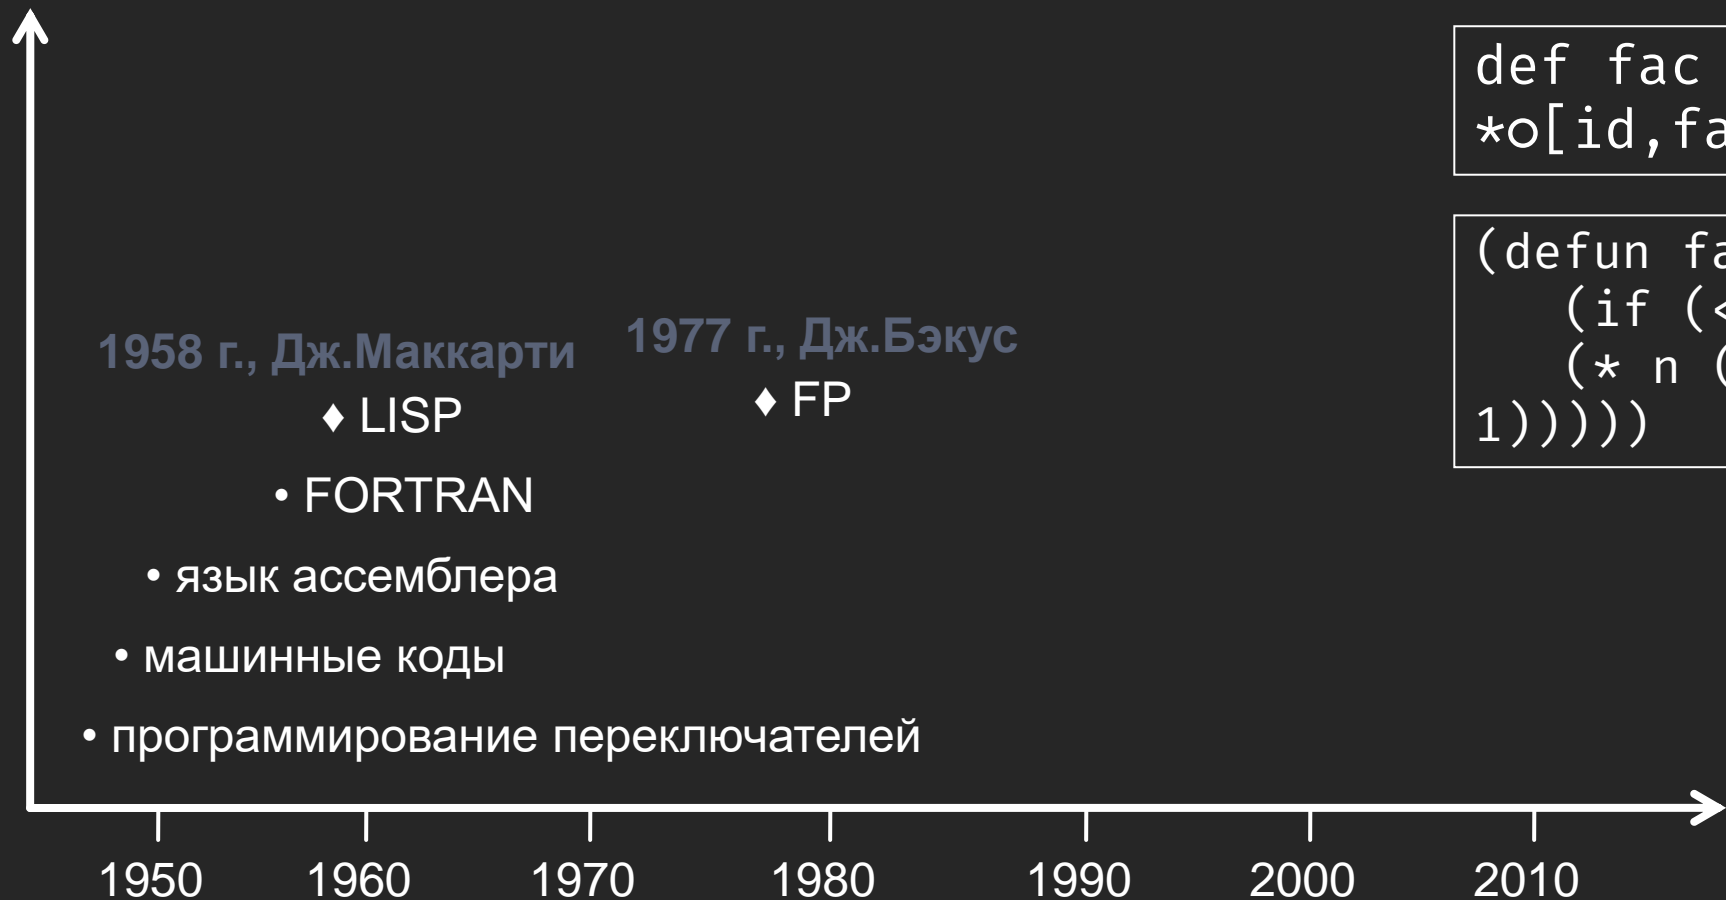 def fac
*o[id,fa
(defun fa
(if (<
(* n (
1)))))
1958 г., Дж.Маккарти
1977 г., Дж.Бэкус
♦ LISP
♦ FP
• FORTRAN
• язык ассемблера
• машинные коды
• программирование переключателей
1950 1960 1970 1980 1990 2000 2010